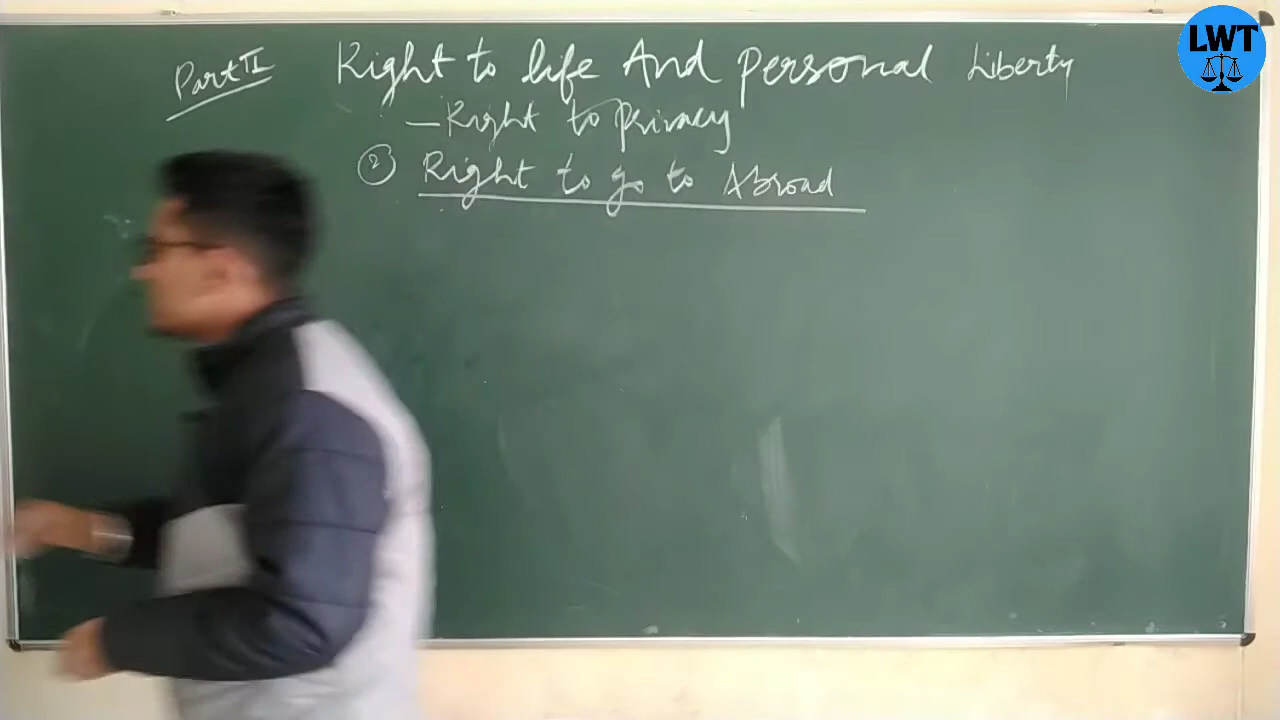 Part II Right to life And personal Liberty
– Right to privacy
② Right to go to Abroad
LWT